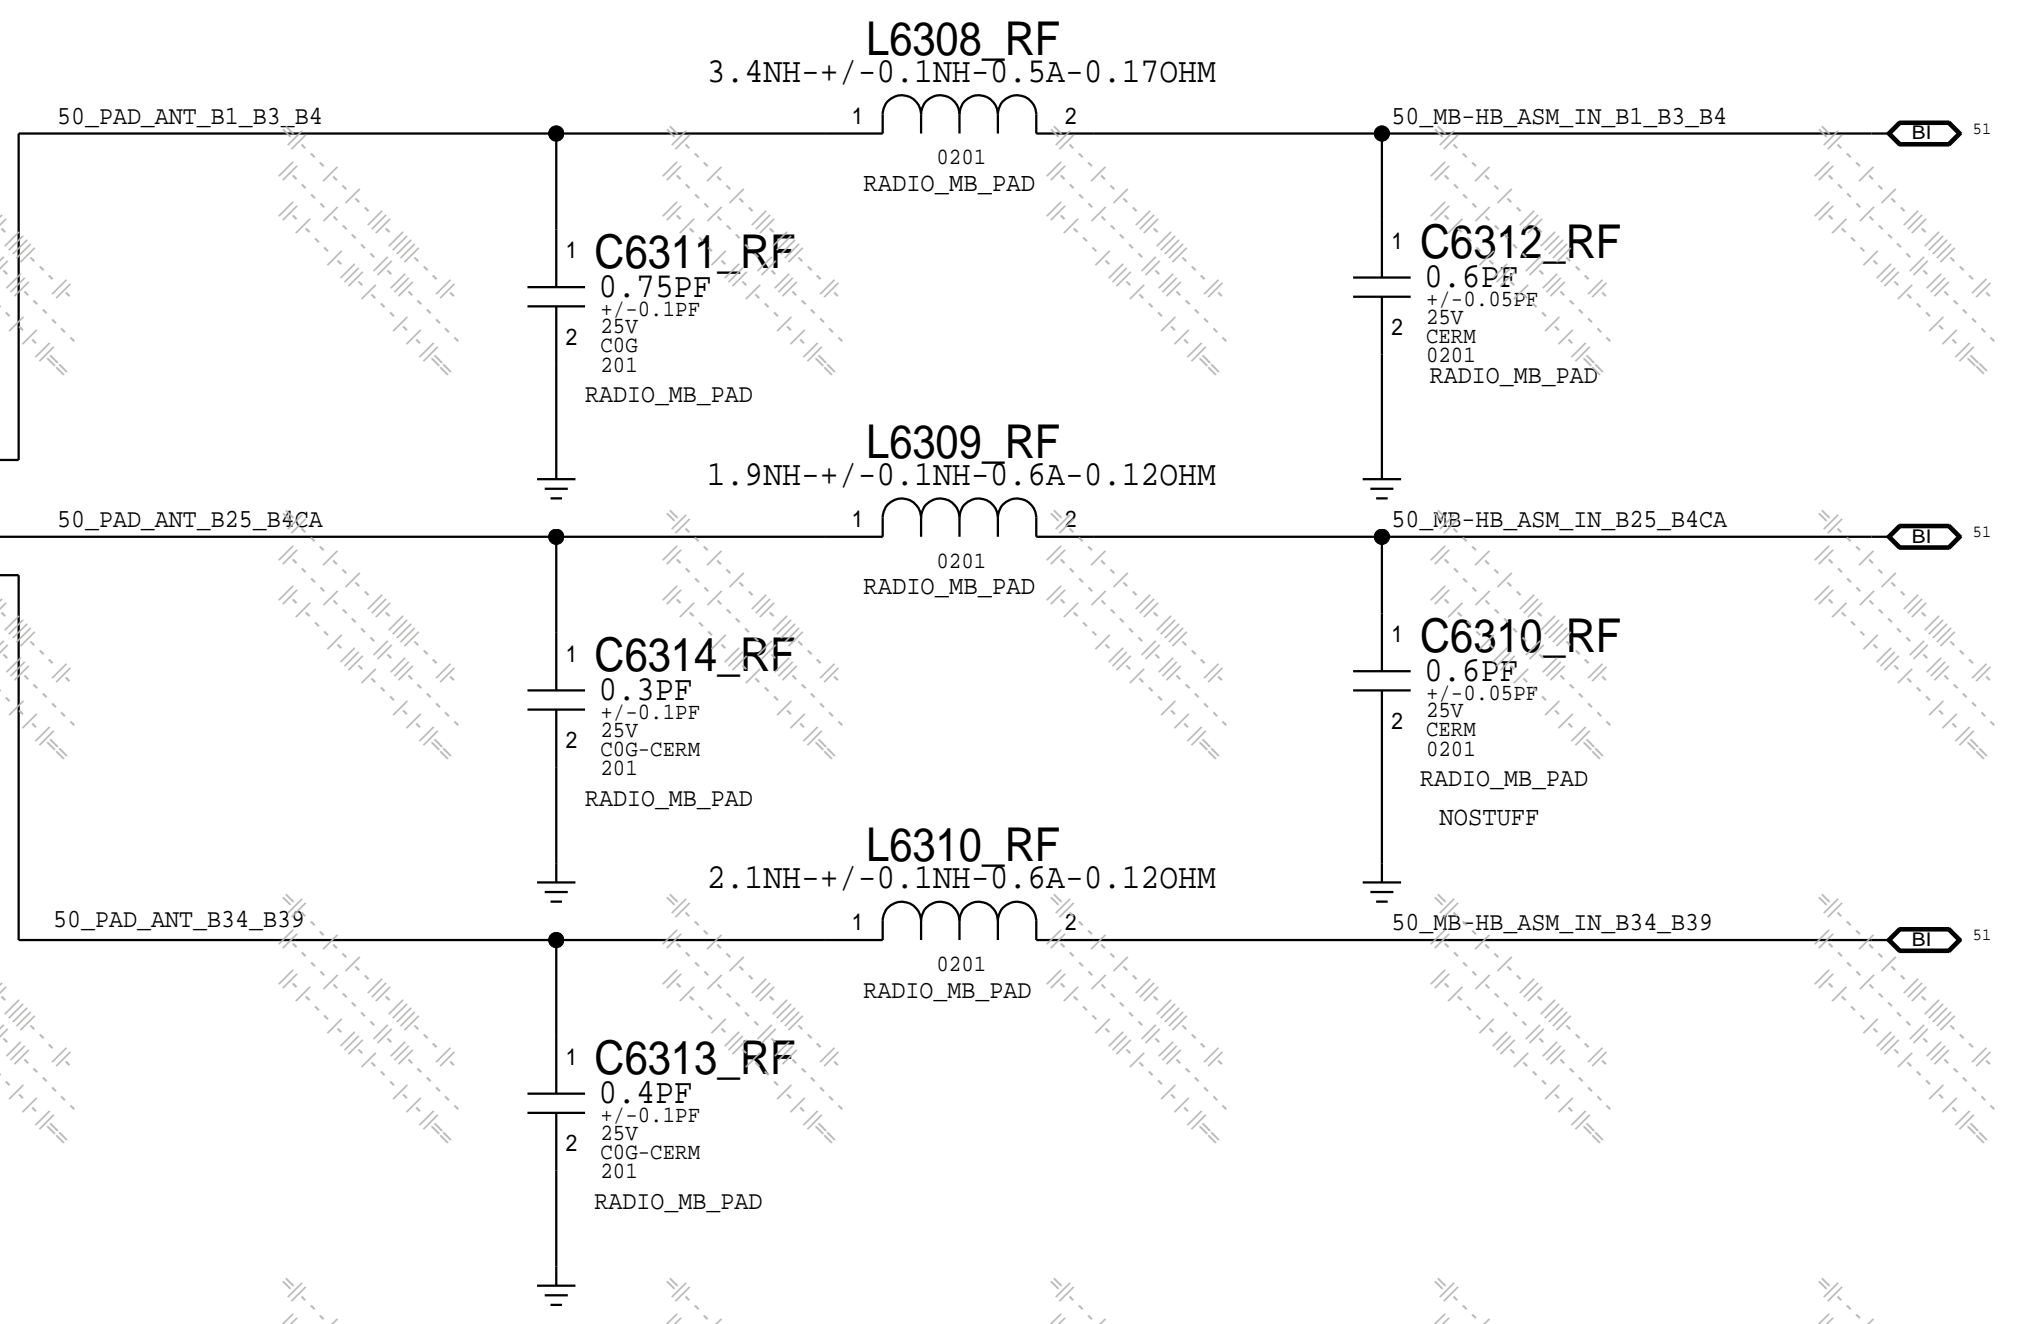 L6308_RF
3.4NH-+/-0.1NH-0.5A-0.17OHM
50_PAD_ANT_B1_B3_B4
1
2
50_MB-HB_ASM_IN_B1_B3_B4
BI
51
0201
RADIO_MB_PAD
1
C6311_RF
0.75PF
+/-0.1PF
25V
2
C0G
201
RADIO_MB_PAD
1
C6312_RF
0.6PF
+/-0.05PF
25V
2
CERM
0201
RADIO_MB_PAD
L6309_RF
1.9NH-+/-0.1NH-0.6A-0.12OHM
50_PAD_ANT_B25_B4CA
1
2
50_MB-HB_ASM_IN_B25_B4CA
BI
51
0201
RADIO_MB_PAD
1
C6314_RF
0.3PF
+/-0.1PF
25V
2
C0G-CERM
201
RADIO_MB_PAD
1
C6310_RF
0.6PF
+/-0.05PF
25V
2
CERM
0201
RADIO_MB_PAD
NOSTUFF
L6310_RF
2.1NH-+/-0.1NH-0.6A-0.12OHM
50_PAD_ANT_B34_B39
1
2
50_MB-HB_ASM_IN_B34_B39
BI
51
0201
RADIO_MB_PAD
1
C6313_RF
0.4PF
+/-0.1PF
25V
2
C0G-CERM
201
RADIO_MB_PAD